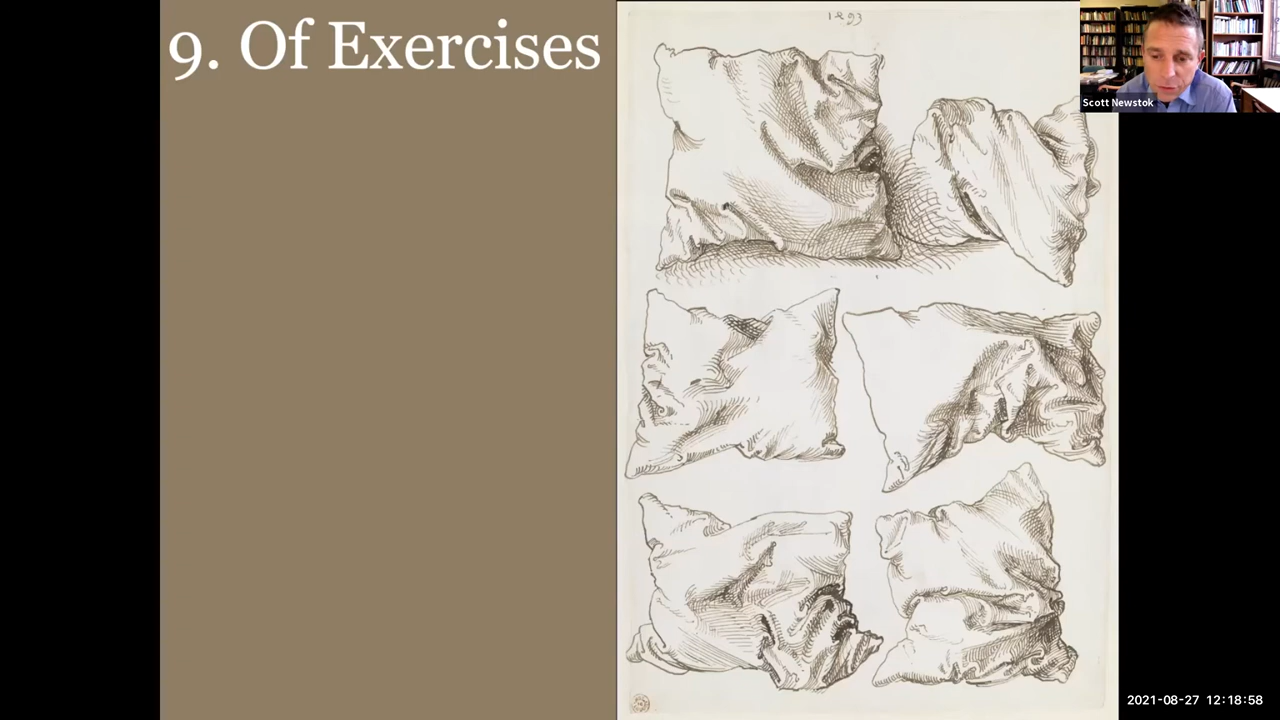 9. Of Exercises
1493
Scott Newstok
2021-08-27 12:18:58